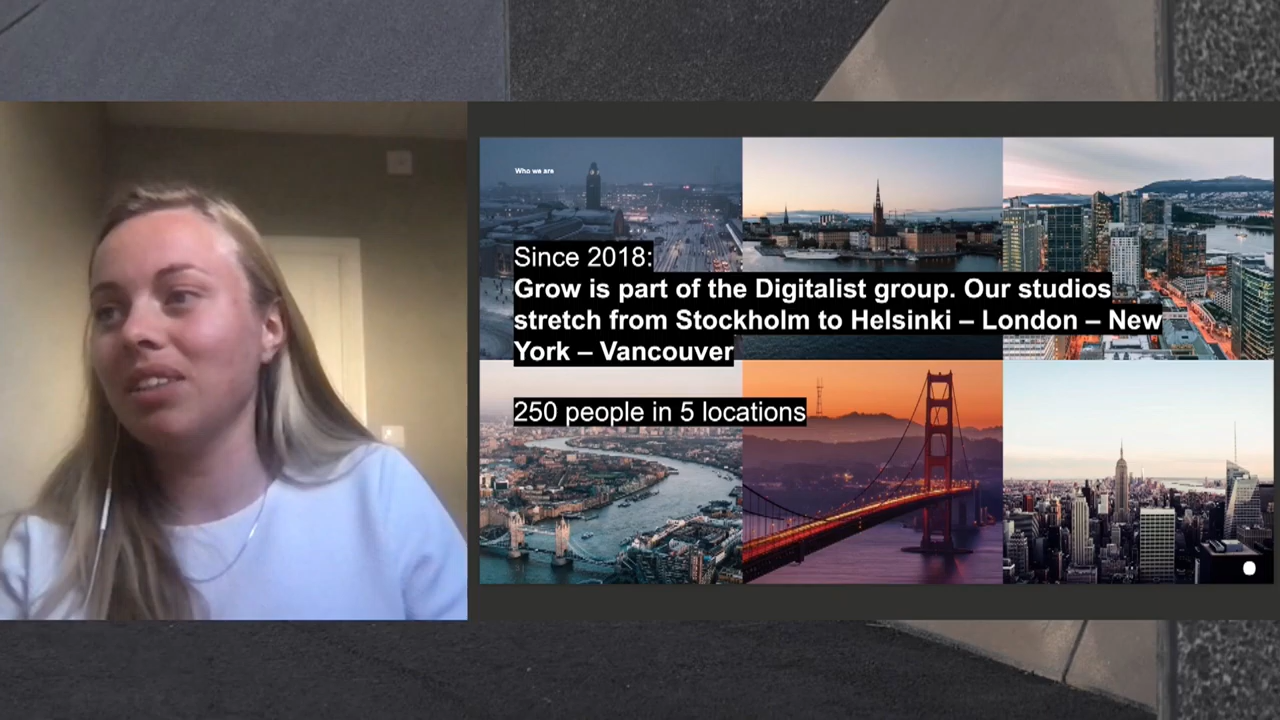 Who we are
Since 2018:
Grow is part of the Digitalist group. Our studios
stretch from Stockholm to Helsinki – London – New
York – Vancouver
250 people in 5 locations